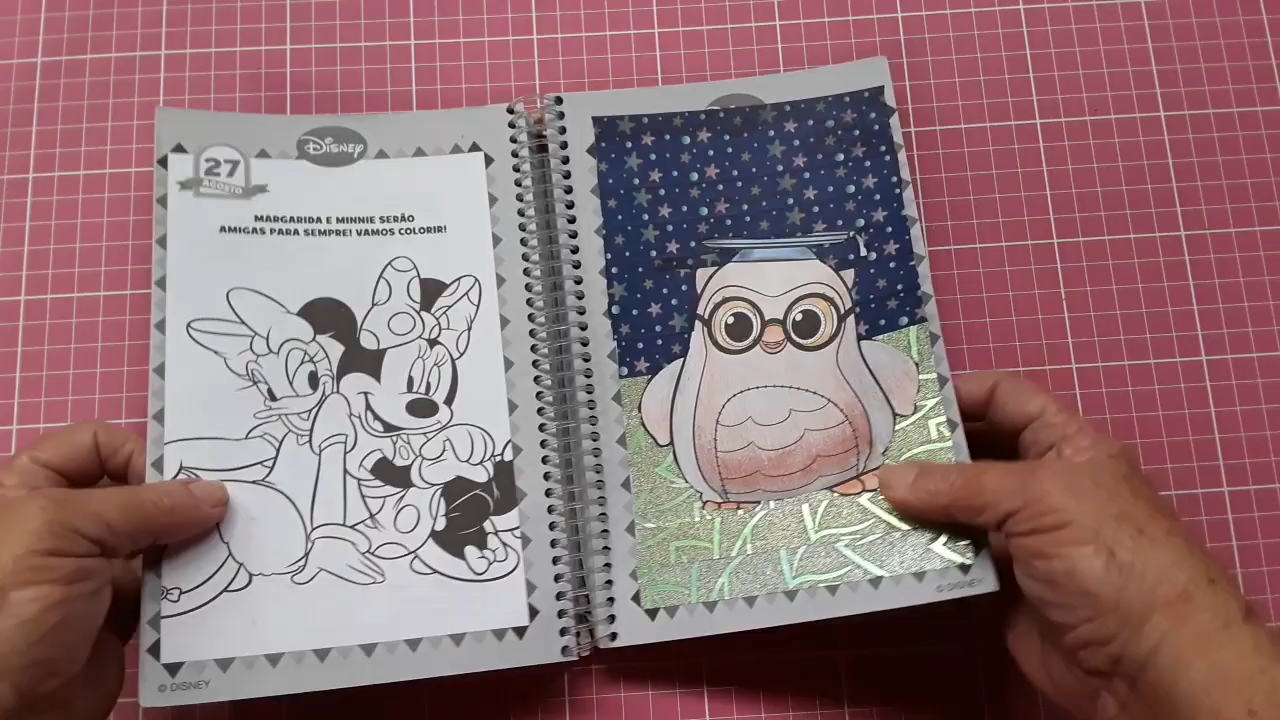 DISNEY
27
AGOSTO
MARGARIDA E MINNIE SERÃO
AMIGAS PARA SEMPRE! VAMOS COLORIR!
© DISNEY
© DISNEY